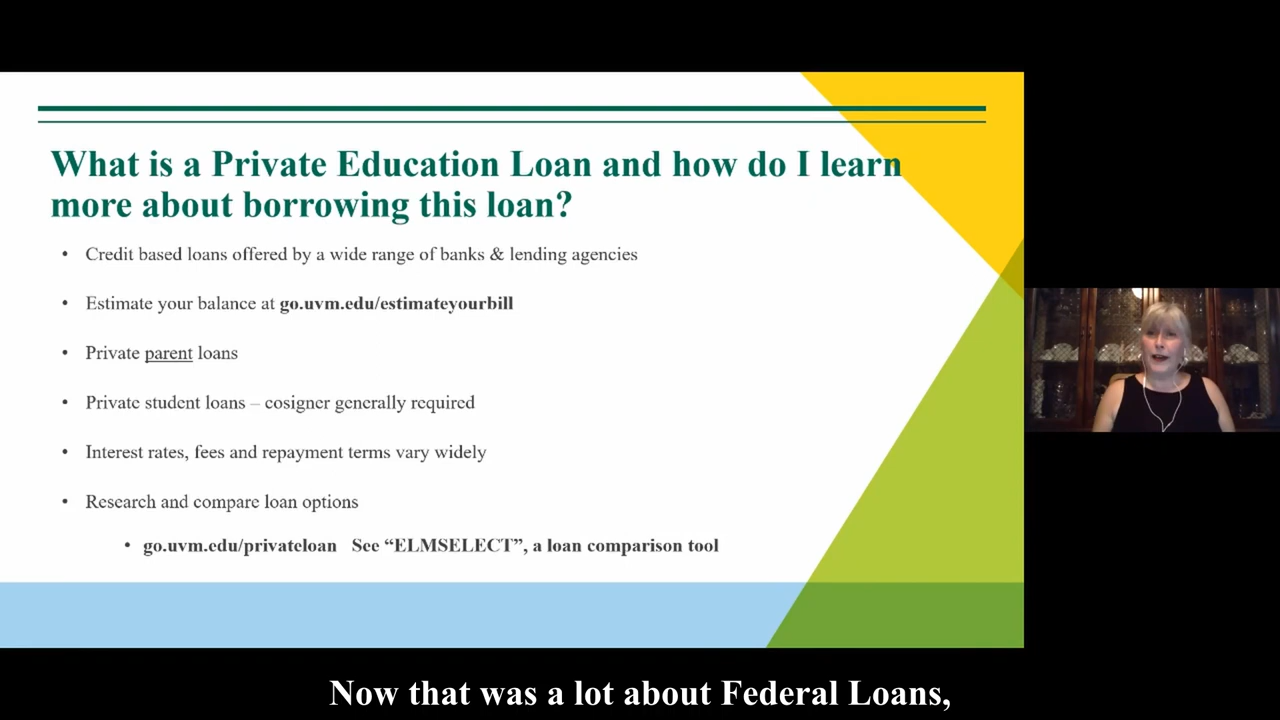 What is a Private Education Loan and how do I learn
more about borrowing this loan?
• Credit based loans offered by a wide range of banks & lending agencies
• Estimate your balance at go.uvm.edu/estimateyourbill
• Private parent loans
• Private student loans – cosigner generally required
• Interest rates, fees and repayment terms vary widely
• Research and compare loan options
• go.uvm.edu/privateloan See “ELMSELECT”, a loan comparison tool
Now that was a lot about Federal Loans,